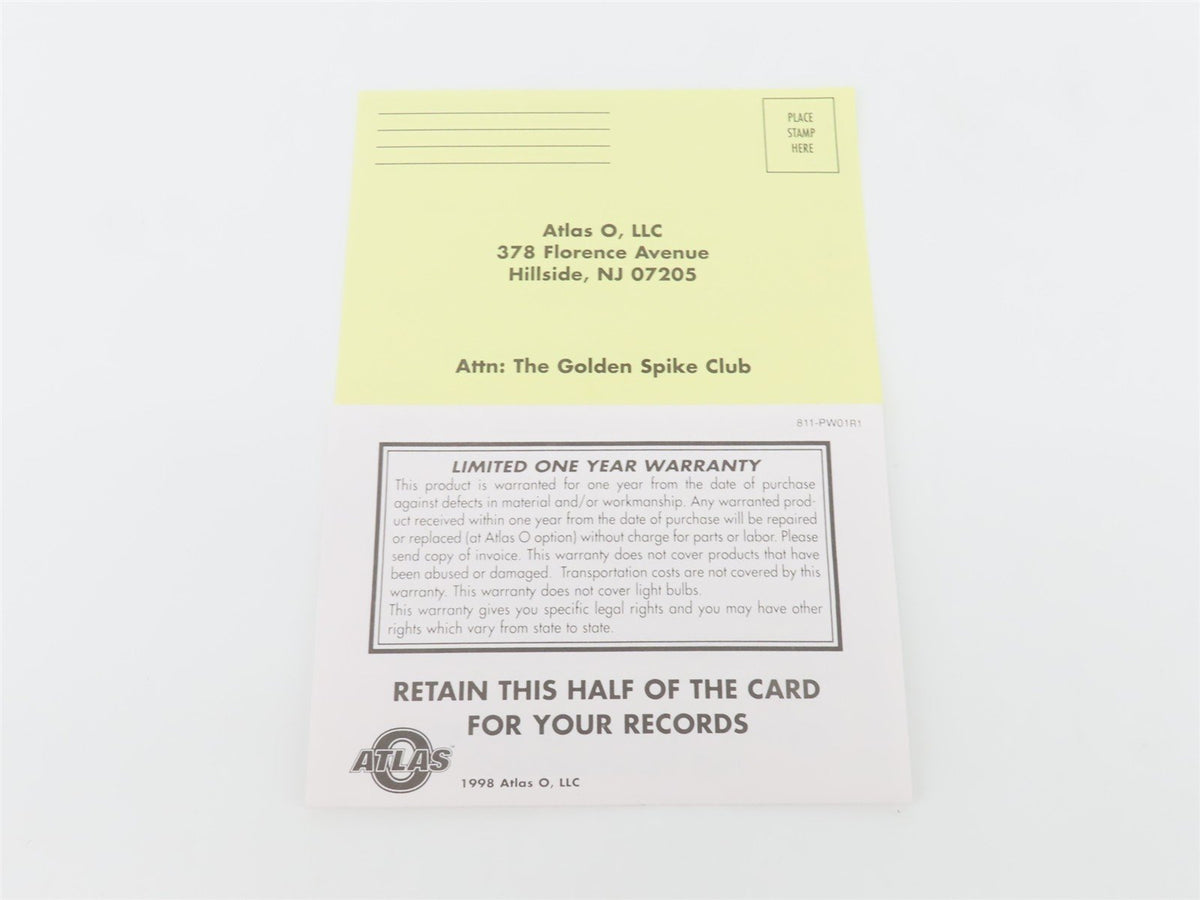 PLACE
STAMP
HERE
Atlas O, LLC
378 Florence Avenue
Hillside, NJ 07205
Attn: The Golden Spike Club
811-PW01R1
LIMITED ONE YEAR WARRANTY
This product is warranted for one year from the date of purchase
against defects in material and/or workmanship. Any warranted prod-
uct received within one year from the date of purchase will be repaired
or replaced (at Atlas O option) without charge for parts or labor. Please
send copy of invoice. This warranty does not cover products that have
been abused or damaged. Transportation costs are not covered by this
warranty. This warranty does not cover light bulbs.
This warranty gives you specific legal rights and you may have other
rights which vary from state to state.
RETAIN THIS HALF OF THE CARD
FOR YOUR RECORDS
ATLAS O
1998 Atlas O, LLC